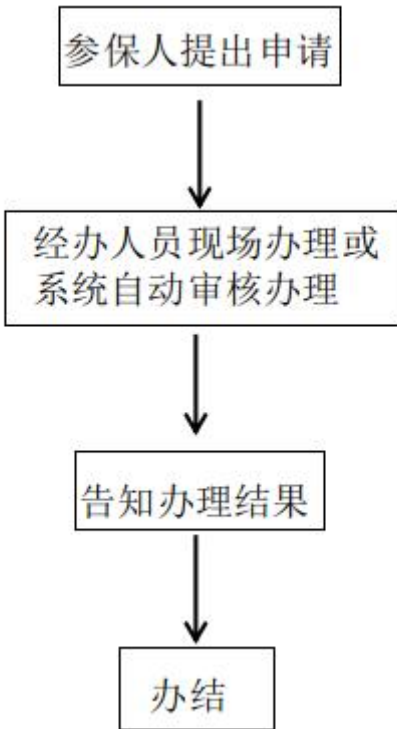 参保人提出申请
经办人员现场办理或
系统自动审核办理
告知办理结果
办结